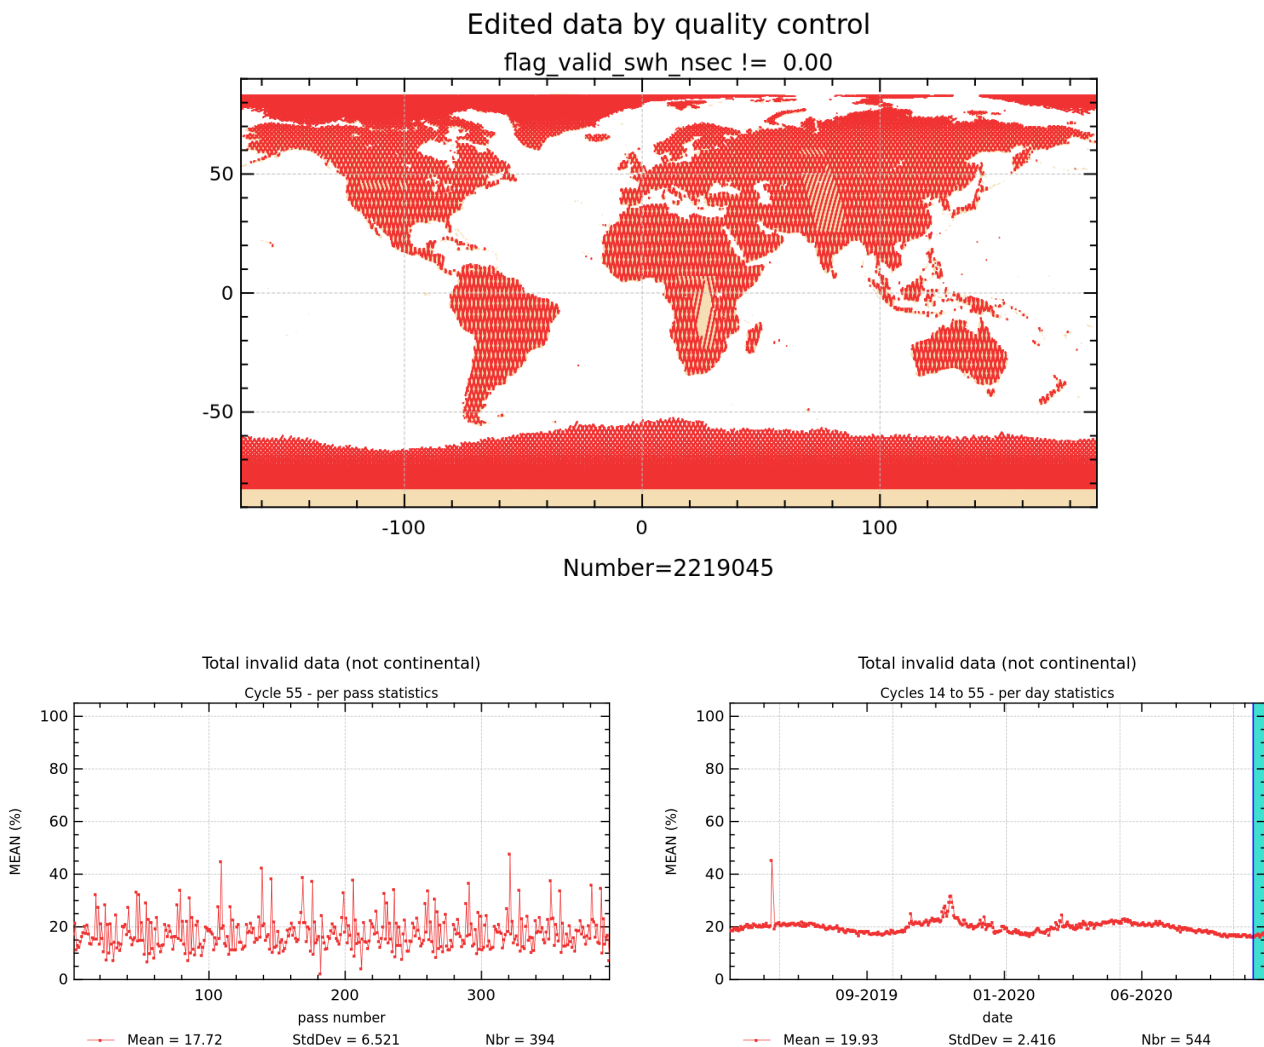 Edited data by quality control
flag_valid_swh_nsec != 0.00
50
0
-50
-100 0 100
Number=2219045
Total invalid data (not continental)
Cycle 55 - per pass statistics
100
80
60
40
20
0
MEAN (%)
100 200 300
pass number
Mean = 17.72 StdDev = 6.521 Nbr = 394
Total invalid data (not continental)
Cycles 14 to 55 - per day statistics
100
80
60
40
20
0
MEAN (%)
09-2019 01-2020 06-2020
date
Mean = 19.93 StdDev = 2.416 Nbr = 544